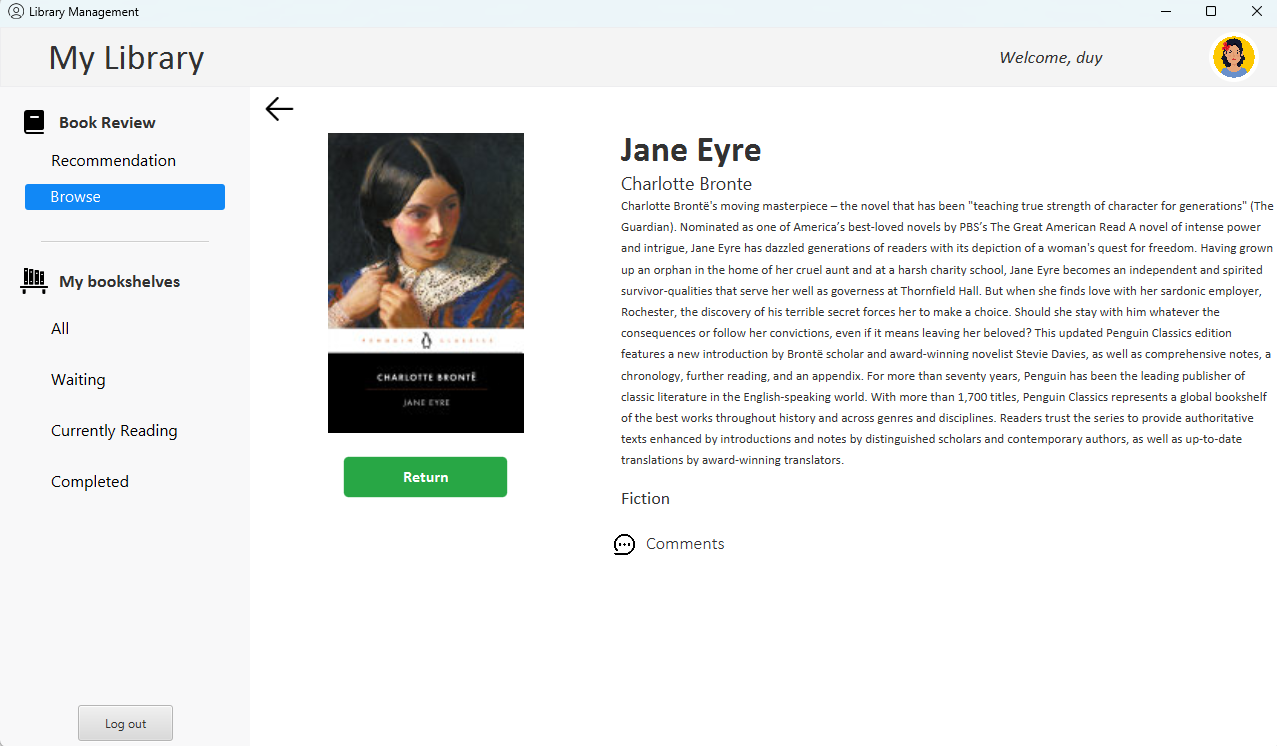 Library Management
My Library
Welcome, duy
Book Review
Recommendation
Browse
My bookshelves
All
Waiting
Currently Reading
Completed
Log out
PENGUIN CLASSICS
CHARLOTTE BRONTË
JANE EYRE
Return
Jane Eyre
Charlotte Bronte
Charlotte Brontë's moving masterpiece – the novel that has been "teaching true strength of character for generations" (The
Guardian). Nominated as one of America’s best-loved novels by PBS’s The Great American Read A novel of intense power
and intrigue, Jane Eyre has dazzled generations of readers with its depiction of a woman's quest for freedom. Having grown
up an orphan in the home of her cruel aunt and at a harsh charity school, Jane Eyre becomes an independent and spirited
survivor-qualities that serve her well as governess at Thornfield Hall. But when she finds love with her sardonic employer,
Rochester, the discovery of his terrible secret forces her to make a choice. Should she stay with him whatever the
consequences or follow her convictions, even if it means leaving her beloved? This updated Penguin Classics edition
features a new introduction by Brontë scholar and award-winning novelist Stevie Davies, as well as comprehensive notes, a
chronology, further reading, and an appendix. For more than seventy years, Penguin has been the leading publisher of
classic literature in the English-speaking world. With more than 1,700 titles, Penguin Classics represents a global bookshelf
of the best works throughout history and across genres and disciplines. Readers trust the series to provide authoritative
texts enhanced by introductions and notes by distinguished scholars and contemporary authors, as well as up-to-date
translations by award-winning translators.
Fiction
Comments